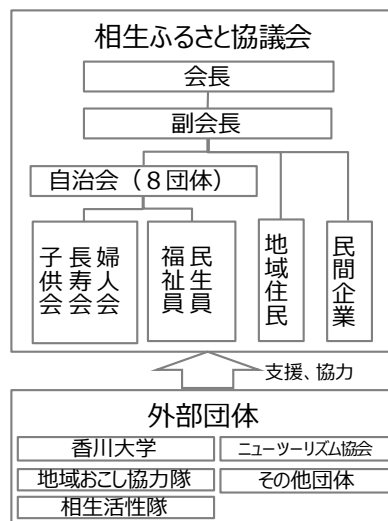 相生ふるさと協議会
会長
副会長
自治会（８団体）
婦人会
長寿会
子供会
民生員
福祉員
地域住民
民間企業
支援、協力
外部団体
香川大学
ニューツーリズム協会
地域おこし協力隊
その他団体
相生活性隊